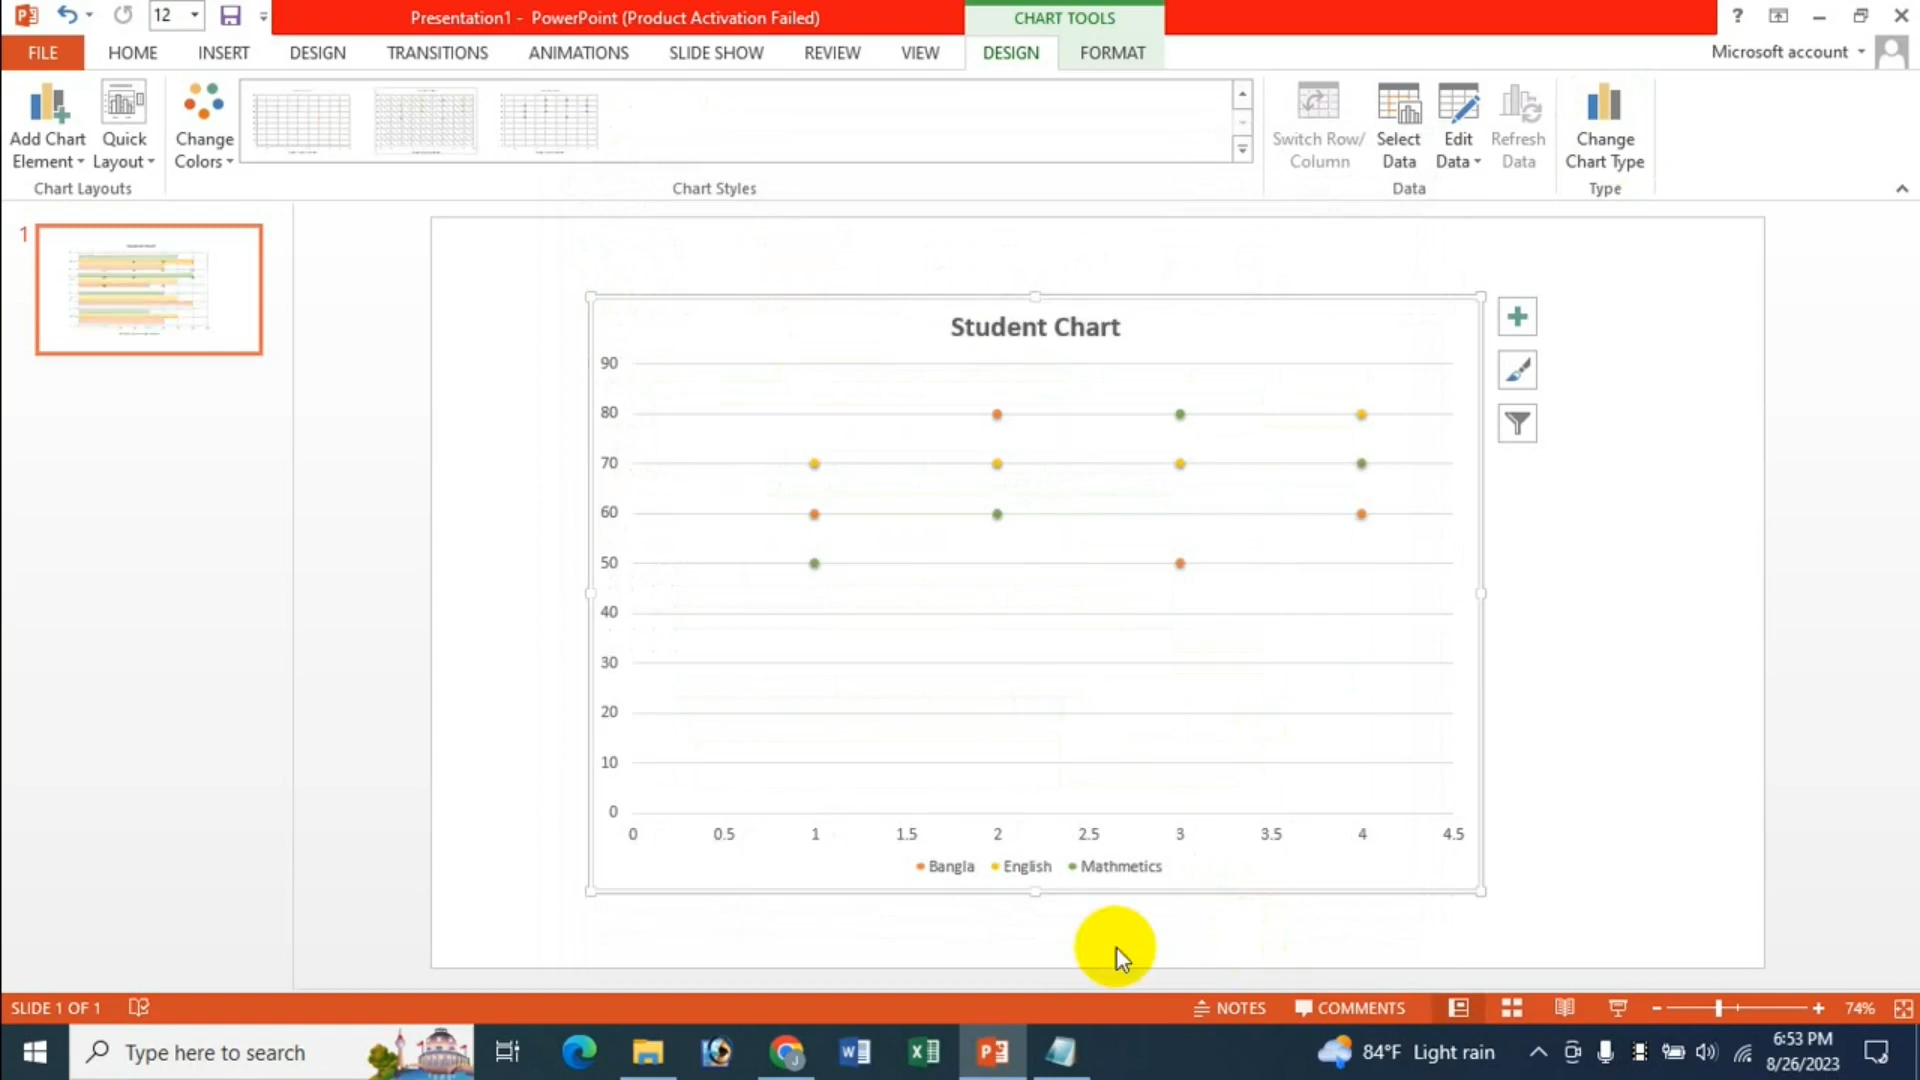 12
Presentation1 - PowerPoint (Product Activation Failed)
CHART TOOLS
?
FILE
HOME
INSERT
DESIGN
TRANSITIONS
ANIMATIONS
SLIDE SHOW
REVIEW
VIEW
DESIGN
FORMAT
Microsoft account
Add Chart
Element
Quick
Layout
Change
Colors
Switch Row/
Column
Select
Data
Edit
Data
Refresh
Data
Change
Chart Type
Chart Layouts
Chart Styles
Data
Type
1
Student Chart
90
80
70
60
50
40
30
20
10
0
0 0.5 1 1.5 2 2.5 3 3.5 4 4.5
Bangla English Mathmetics
SLIDE 1 OF 1
NOTES
COMMENTS
74%
Type here to search
84°F Light rain
6:53 PM
8/26/2023